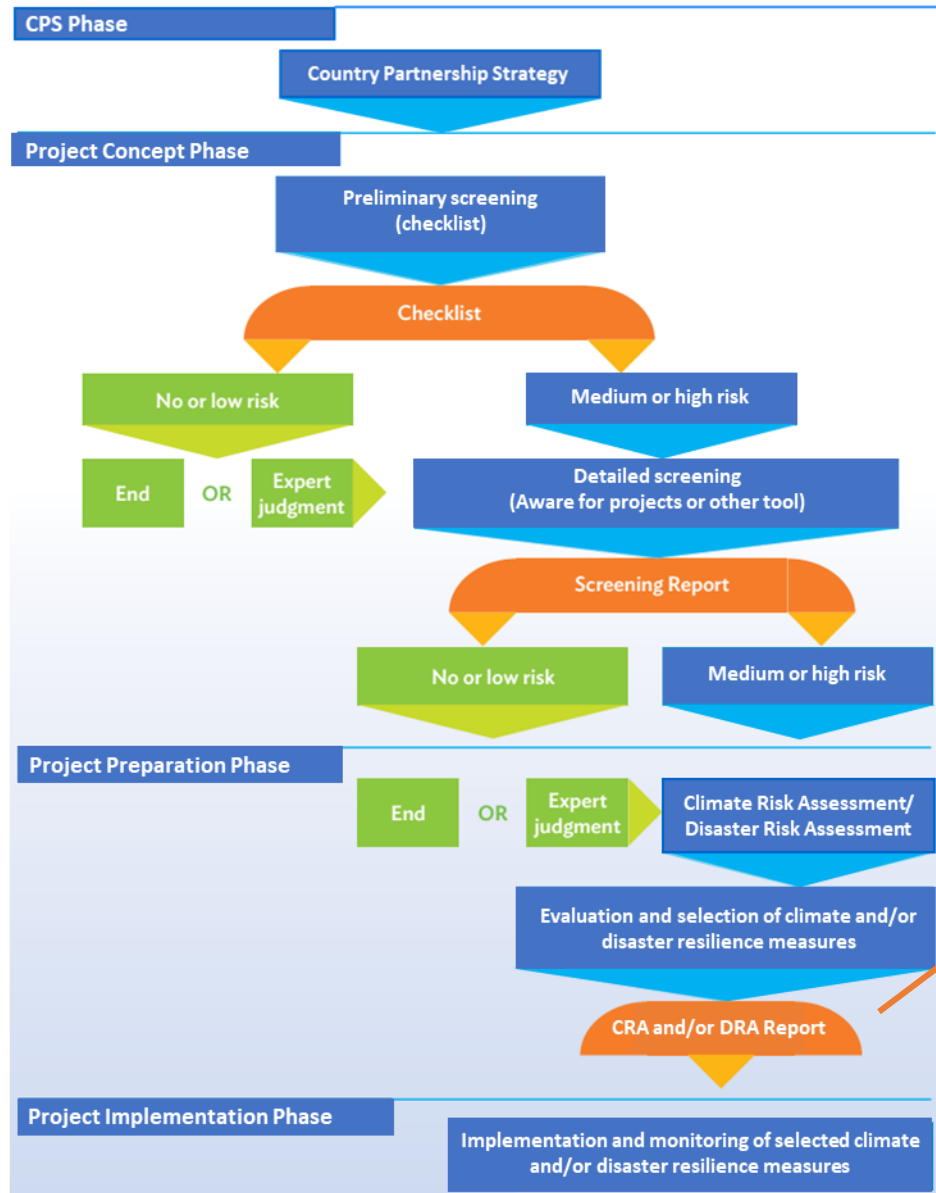 CPS Phase
Country Partnership Strategy
Project Concept Phase
Preliminary screening
(checklist)
Checklist
No or low risk
Medium or high risk
End
OR
Expert
judgment
Detailed screening
(Aware for projects or other tool)
Screening Report
No or low risk
Medium or high risk
Project Preparation Phase
End
OR
Expert
judgment
Climate Risk Assessment/
Disaster Risk Assessment
Evaluation and selection of climate and/or
disaster resilience measures
CRA and/or DRA Report
Project Implementation Phase
Implementation and monitoring of selected climate
and/or disaster resilience measures